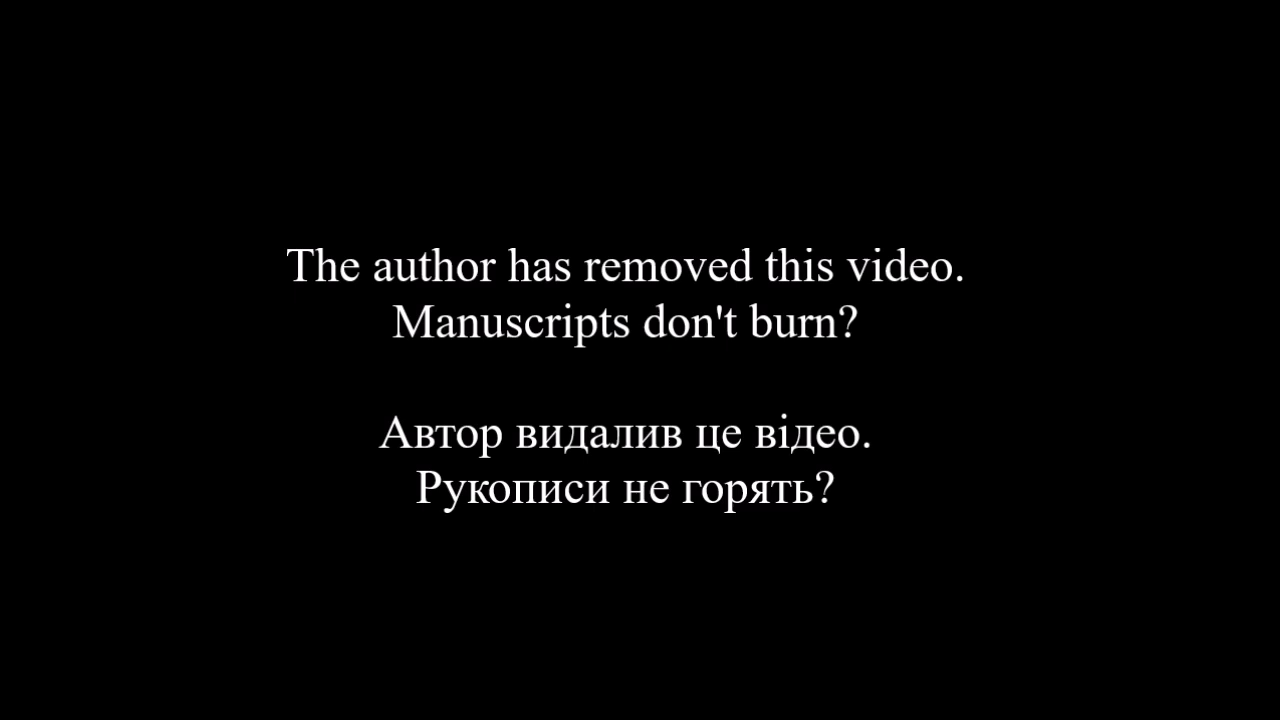 The author has removed this video.
Manuscripts don't burn?
Автор видалив це відео.
Рукописи не горять?